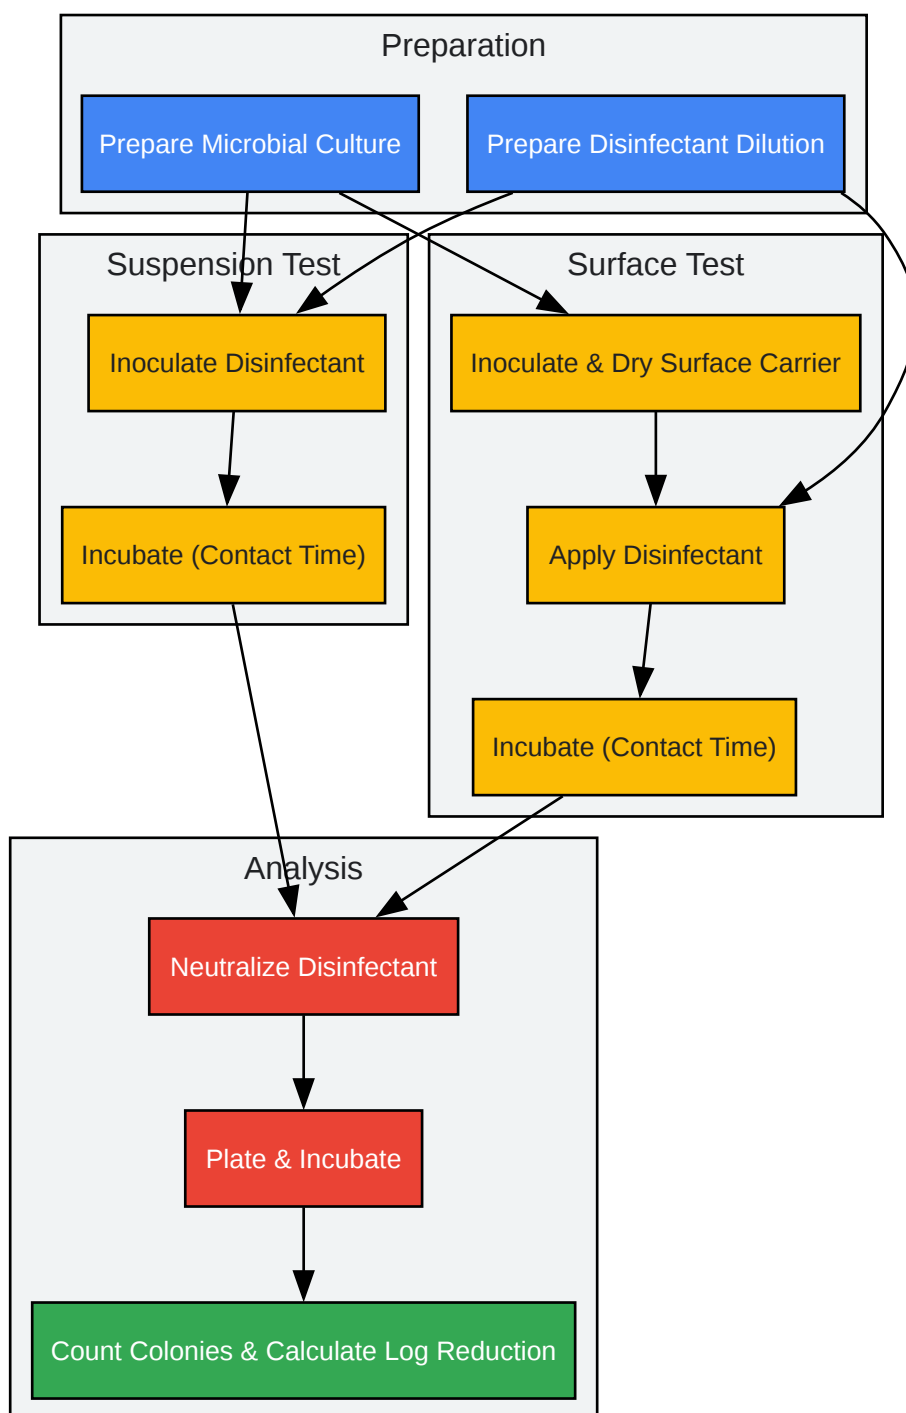 Preparation
Prepare Microbial Culture
Prepare Disinfectant Dilution
Suspension Test
Surface Test
Inoculate Disinfectant
Inoculate & Dry Surface Carrier
Incubate (Contact Time)
Apply Disinfectant
Incubate (Contact Time)
Analysis
Neutralize Disinfectant
Plate & Incubate
Count Colonies & Calculate Log Reduction